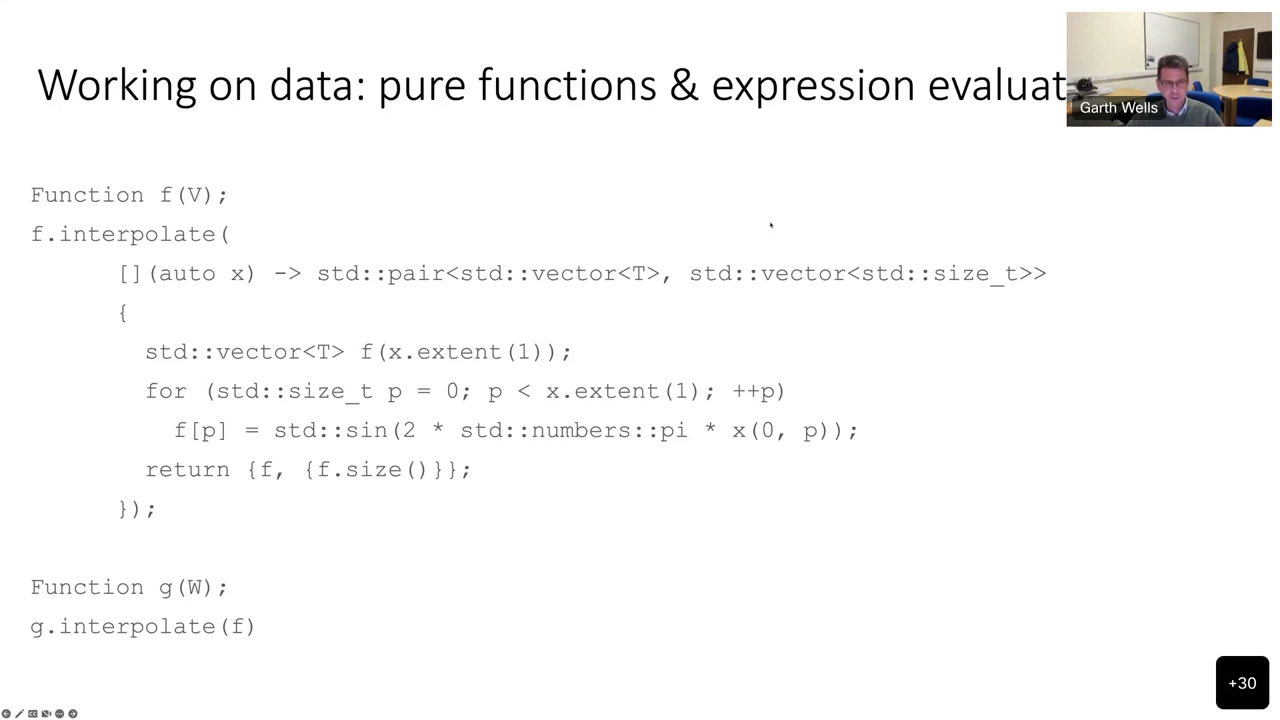 Working on data: pure functions & expression evaluat
Garth Wells
Function f(V);
f.interpolate(
[](auto x) -> std::pair<std::vector<T>, std::vector<std::size_t>>
{
std::vector<T> f(x.extent(1));
for (std::size_t p = 0; p < x.extent(1); ++p)
f[p] = std::sin(2 * std::numbers::pi * x(0, p));
return {f, {f.size()}};
});
Function g(W);
g.interpolate(f)
+30